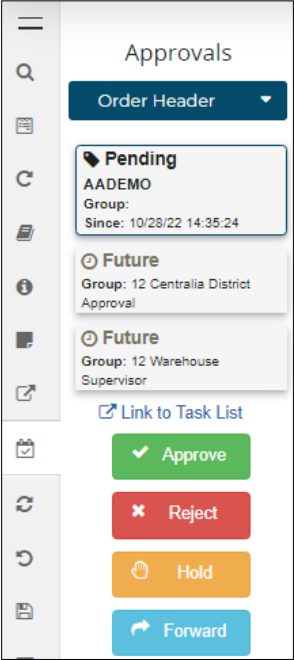 Approvals
Order Header
Pending
AADEMO
Group:
Since: 10/28/22 14:35:24
Future
Group: 12 Centralia District
Approval
Future
Group: 12 Warehouse
Supervisor
Link to Task List
Approve
Reject
Hold
Forward